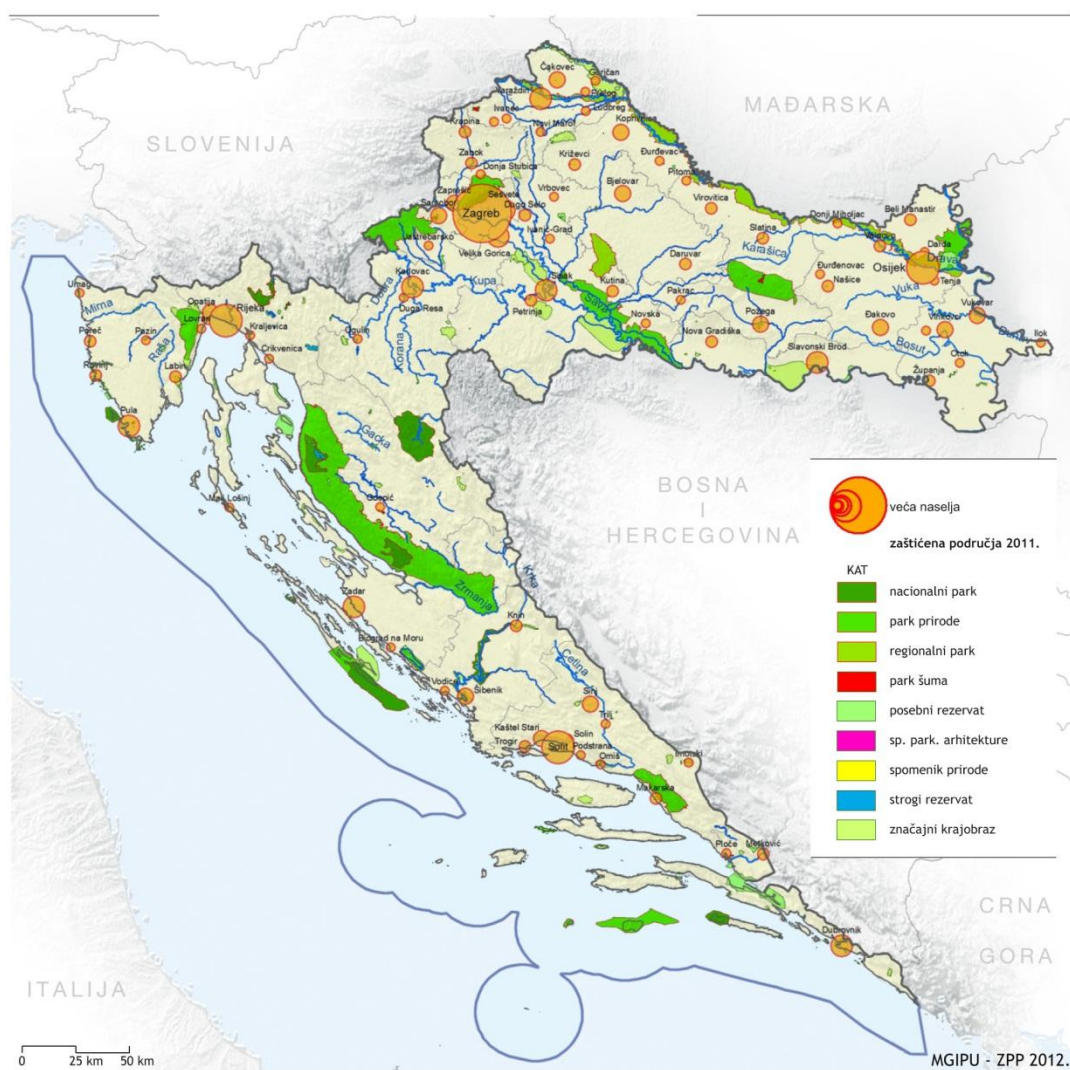 MAĐARSKA
SLOVENIJA
Čakovec
Goričan
Prelog
Varaždin
Ludbreg
Ivanec
Novi Marof
Koprivnica
Krapina
Đurđevac
Zabok
Križevci
Donja Stubica
Pitomača
Bjelovar
Vrbovec
Zaprešić
Sesvete
Virovitica
Beli Manastir
Samobor
Zagreb
Dugo Selo
Donji Miholjac
Slatina
Ivanić-Grad
Jastrebarsko
Valpovo
Darda
Velika Gorica
Karašica
Drava
Daruvar
Osijek
Karlovac
Sisak
Đurđenovac
Tenja
Umag
Kupa
Kutina
Našice
Vuka
Dobra
Mirna
Opatija
Rijeka
Sava
Pakrac
Duga Resa
Petrinja
Vukovar
Lovran
Kraljevica
Novska
Požega
Đakovo
Vinkovci
Poreč
Pazin
Ogulin
Nova Gradiška
Dunav
Ilok
Raša
Crikvenica
Korana
Bosut
Slavonski Brod
Otok
Rovinj
Labin
Županja
Pula
Gacka
BOSNA
I
HERCEGOVINA
Mali Lošinj
Gospić
Krka
Zrmanja
Zadar
Knin
Biograd na Moru
Cetina
Vodice
Šibenik
Sinj
Trilj
Kaštel Stari
Solin
Trogir
Split
Podstrana
Omiš
Imotski
Makarska
Ploče
Metković
Dubrovnik
veća naselja
zaštićena područja 2011.
KAT
nacionalni park
park prirode
regionalni park
park šuma
posebni rezervat
sp. park. arhitekture
spomenik prirode
strogi rezervat
značajni krajobraz
CRNA
GORA
ITALIJA
0 25 km 50 km
MGIPU - ZPP 2012.